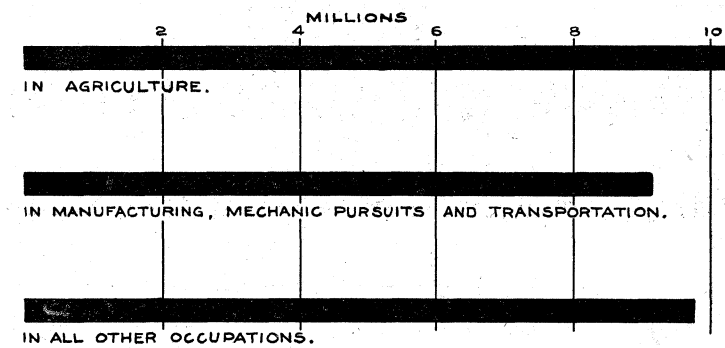 MILLIONS
2 4 6 8 10
IN AGRICULTURE.
IN MANUFACTURING, MECHANIC PURSUITS AND TRANSPORTATION.
IN ALL OTHER OCCUPATIONS.